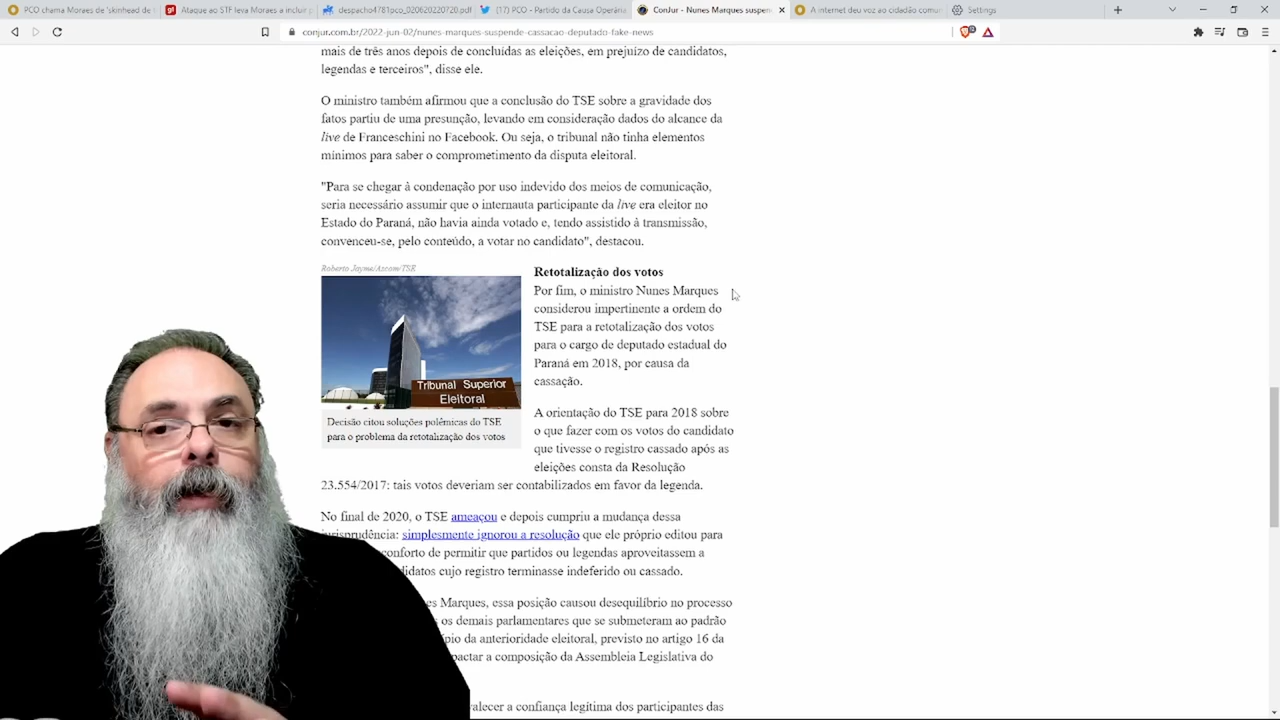 PCO chama Moraes de 'skinhead de t
Ataque ao STF leva Moraes a incluir p
despacho4781pco_020620220720.pdf
(17) PCO - Partido da Causa Operária
ConJur - Nunes Marques suspend
A internet deu voz ao cidadão comu
Settings
conjur.com.br/2022-jun-02/nunes-marques-suspende-cassacao-deputado-fake-news
mais de três anos depois de concluídas as eleições, em prejuízo de candidatos,
legendas e terceiros", disse ele.
O ministro também afirmou que a conclusão do TSE sobre a gravidade dos
fatos partiu de uma presunção, levando em consideração dados do alcance da
live de Franceschini no Facebook. Ou seja, o tribunal não tinha elementos
mínimos para saber o comprometimento da disputa eleitoral.
"Para se chegar à condenação por uso indevido dos meios de comunicação,
seria necessário assumir que o internauta participante da live era eleitor no
Estado do Paraná, não havia ainda votado e, tendo assistido à transmissão,
convenceu-se, pelo conteúdo, a votar no candidato", destacou.
Roberto Jayme/Ascom/TSE
Tribunal Superior
Eleitoral
Decisão citou soluções polêmicas do TSE
para o problema da retotalização dos votos
Retotalização dos votos
Por fim, o ministro Nunes Marques
considerou impertinente a ordem do
TSE para a retotalização dos votos
para o cargo de deputado estadual do
Paraná em 2018, por causa da
cassação.
A orientação do TSE para 2018 sobre
o que fazer com os votos do candidato
que tivesse o registro cassado após as
eleições consta da Resolução
23.554/2017: tais votos deveriam ser contabilizados em favor da legenda.
No final de 2020, o TSE ameaçou e depois cumpriu a mudança dessa
jurisprudência: simplesmente ignorou a resolução que ele próprio editou para
conforto de permitir que partidos ou legendas aproveitassem a
didatos cujo registro terminasse indeferido ou cassado.
es Marques, essa posição causou desequilíbrio no processo
os demais parlamentares que se submeteram ao padrão
ípio da anterioridade eleitoral, previsto no artigo 16 da
pactar a composição da Assembleia Legislativa do
valecer a confiança legítima dos participantes das